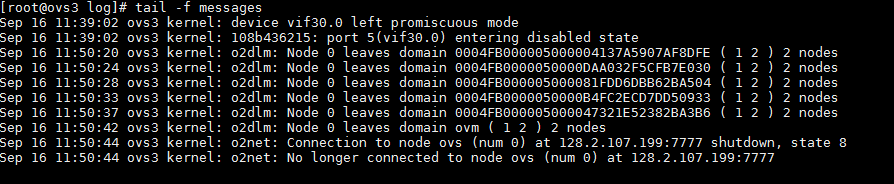 [root@ovs3 log]# tail -f messages
Sep 16 11:39:02 ovs3 kernel: device vif30.0 left promiscuous mode
Sep 16 11:39:02 ovs3 kernel: 108b436215: port 5(vif30.0) entering disabled state
Sep 16 11:50:20 ovs3 kernel: o2dlm: Node 0 leaves domain 0004FB000005000004137A5907AF8DFE ( 1 2 ) 2 nodes
Sep 16 11:50:24 ovs3 kernel: o2dlm: Node 0 leaves domain 0004FB0000050000DAA032F5CFB7E030 ( 1 2 ) 2 nodes
Sep 16 11:50:28 ovs3 kernel: o2dlm: Node 0 leaves domain 0004FB000005000081FDD6DBB62BA504 ( 1 2 ) 2 nodes
Sep 16 11:50:33 ovs3 kernel: o2dlm: Node 0 leaves domain 0004FB0000050000B4FC2ECD7DD50933 ( 1 2 ) 2 nodes
Sep 16 11:50:37 ovs3 kernel: o2dlm: Node 0 leaves domain 0004FB000005000047321E52382BA3B6 ( 1 2 ) 2 nodes
Sep 16 11:50:42 ovs3 kernel: o2dlm: Node 0 leaves domain ovm ( 1 2 ) 2 nodes
Sep 16 11:50:44 ovs3 kernel: o2net: Connection to node ovs (num 0) at 128.2.107.199:7777 shutdown, state 8
Sep 16 11:50:44 ovs3 kernel: o2net: No longer connected to node ovs (num 0) at 128.2.107.199:7777